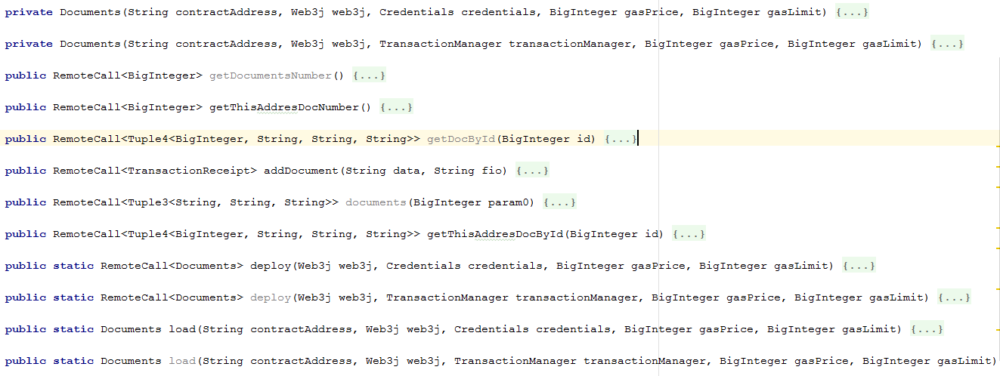 private Documents(String contractAddress, Web3j web3j, Credentials credentials, BigInteger gasPrice, BigInteger gasLimit) {...}
private Documents(String contractAddress, Web3j web3j, TransactionManager transactionManager, BigInteger gasPrice, BigInteger gasLimit) {...}
public RemoteCall<BigInteger> getDocumentsNumber() {...}
public RemoteCall<BigInteger> getThisAddresDocNumber() {...}
public RemoteCall<Tuple4<BigInteger, String, String, String>> getDocById(BigInteger id) {...}
public RemoteCall<TransactionReceipt> addDocument(String data, String fio) {...}
public RemoteCall<Tuple3<String, String, String>> documents(BigInteger param0) {...}
public RemoteCall<Tuple4<BigInteger, String, String, String>> getThisAddresDocById(BigInteger id) {...}
public static RemoteCall<Documents> deploy(Web3j web3j, Credentials credentials, BigInteger gasPrice, BigInteger gasLimit) {...}
public static RemoteCall<Documents> deploy(Web3j web3j, TransactionManager transactionManager, BigInteger gasPrice, BigInteger gasLimit) {...}
public static Documents load(String contractAddress, Web3j web3j, Credentials credentials, BigInteger gasPrice, BigInteger gasLimit) {...}
public static Documents load(String contractAddress, Web3j web3j, TransactionManager transactionManager, BigInteger gasPrice, BigInteger gasLimit)